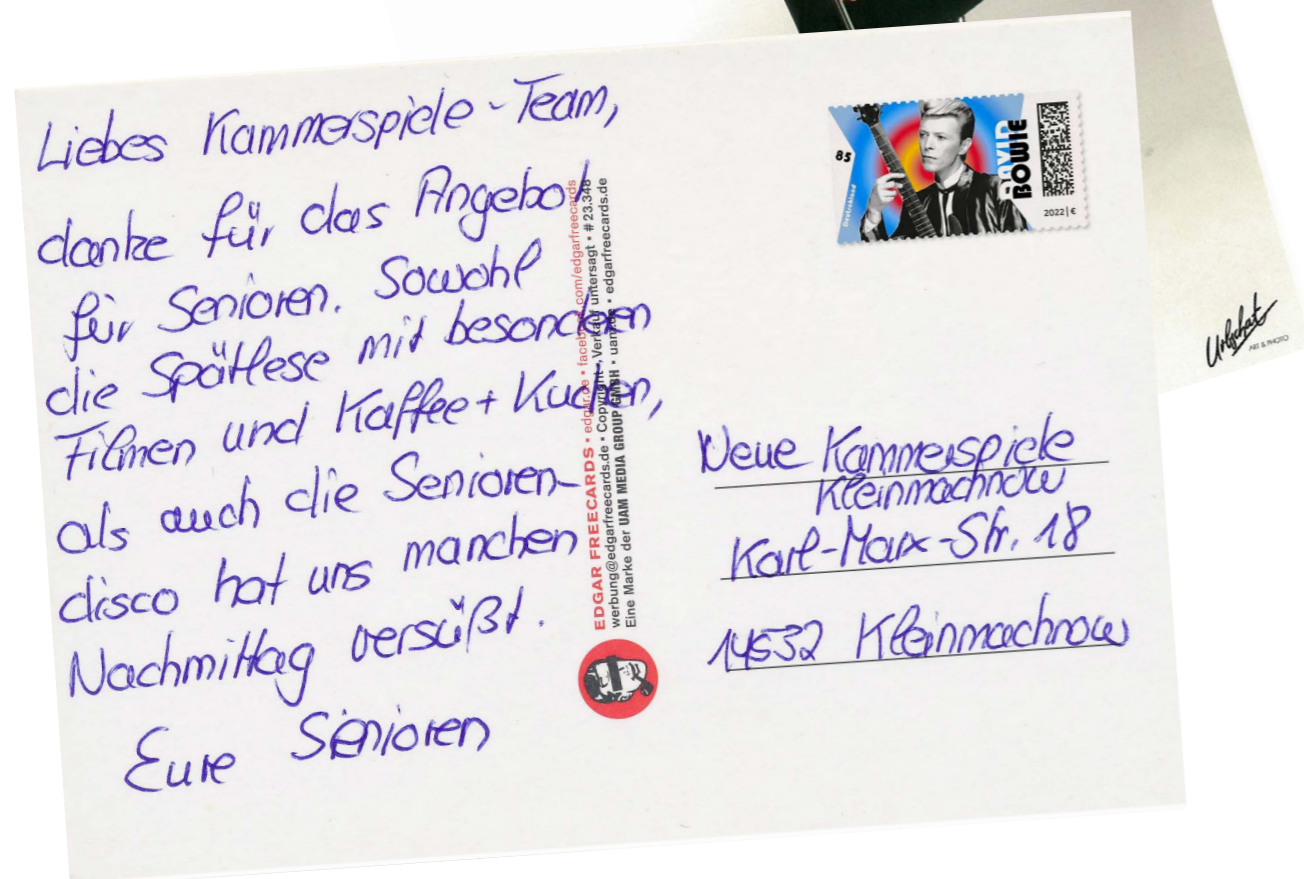 Liebes Kammerspiele-Team,
danke für das Angebot
für Senioren. Sowohl
die Spätlese mit besonderen
Filmen und Kaffee + Kuchen,
als auch die Senioren-
disco hat uns manchen
Nachmittag versüßt.
Eure Senioren
EDGAR FREECARDS • edgar.de • facebook.com/edgarfreecards
werbung@edgarfreecards.de • Copyright, Verkauf untersagt • #23.348
Eine Marke der UAM MEDIA GROUP GMBH • uam.de • edgarfreecards.de
85
Deutschland
DAVID
BOWIE
2022 | €
Neue Kammerspiele
Kleinmachnow
Karl-Marx-Str. 18
14532 Kleinmachnow
ART & PHOTO